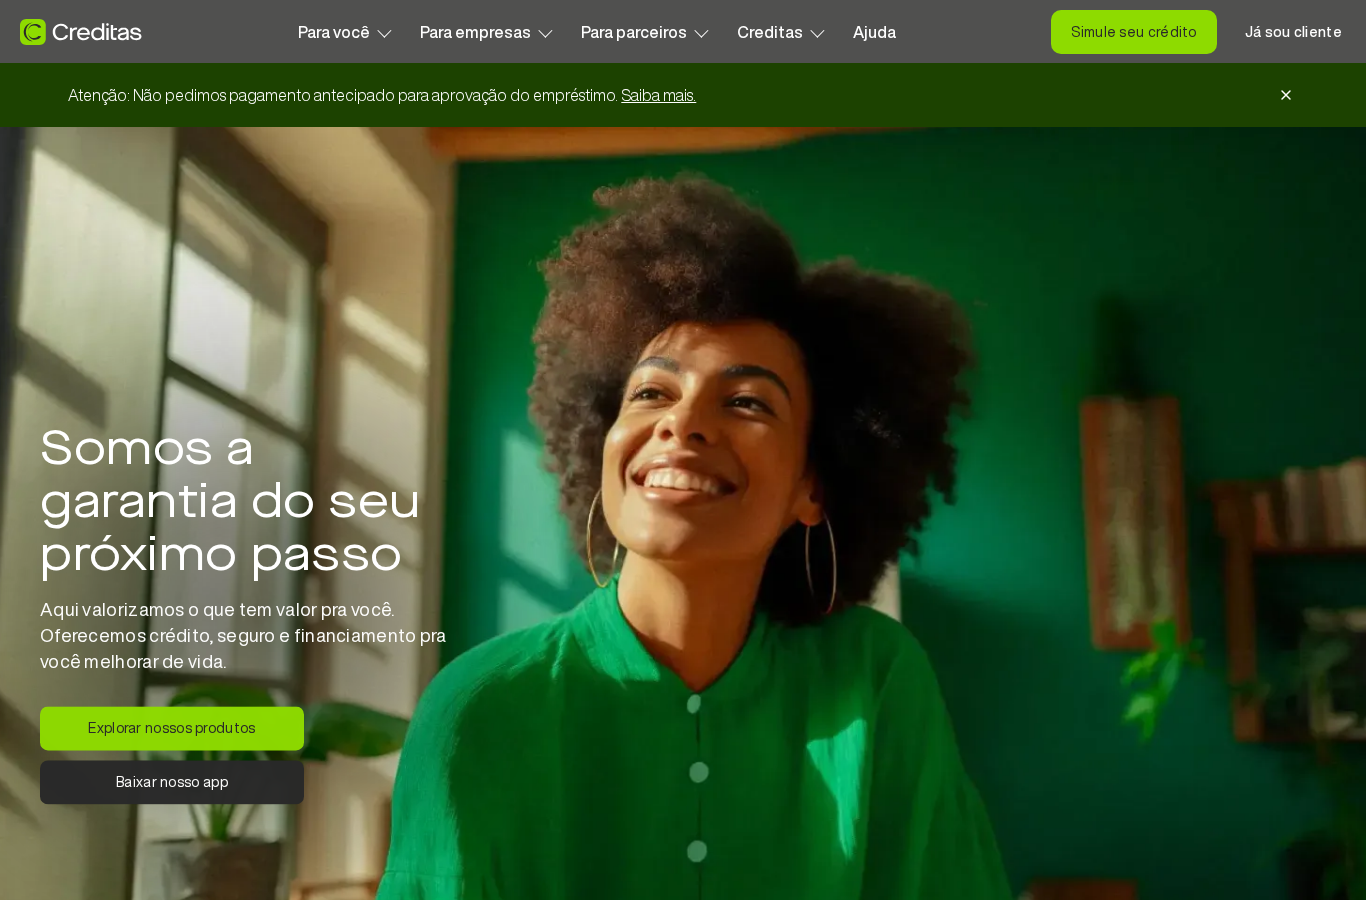 Creditas
Para você
Para empresas
Para parceiros
Creditas
Ajuda
Simule seu crédito
Já sou cliente
Atenção: Não pedimos pagamento antecipado para aprovação do empréstimo. Saiba mais.
Somos a
garantia do seu
próximo passo
Aqui valorizamos o que tem valor pra você.
Oferecemos crédito, seguro e financiamento pra
você melhorar de vida.
Explorar nossos produtos
Baixar nosso app